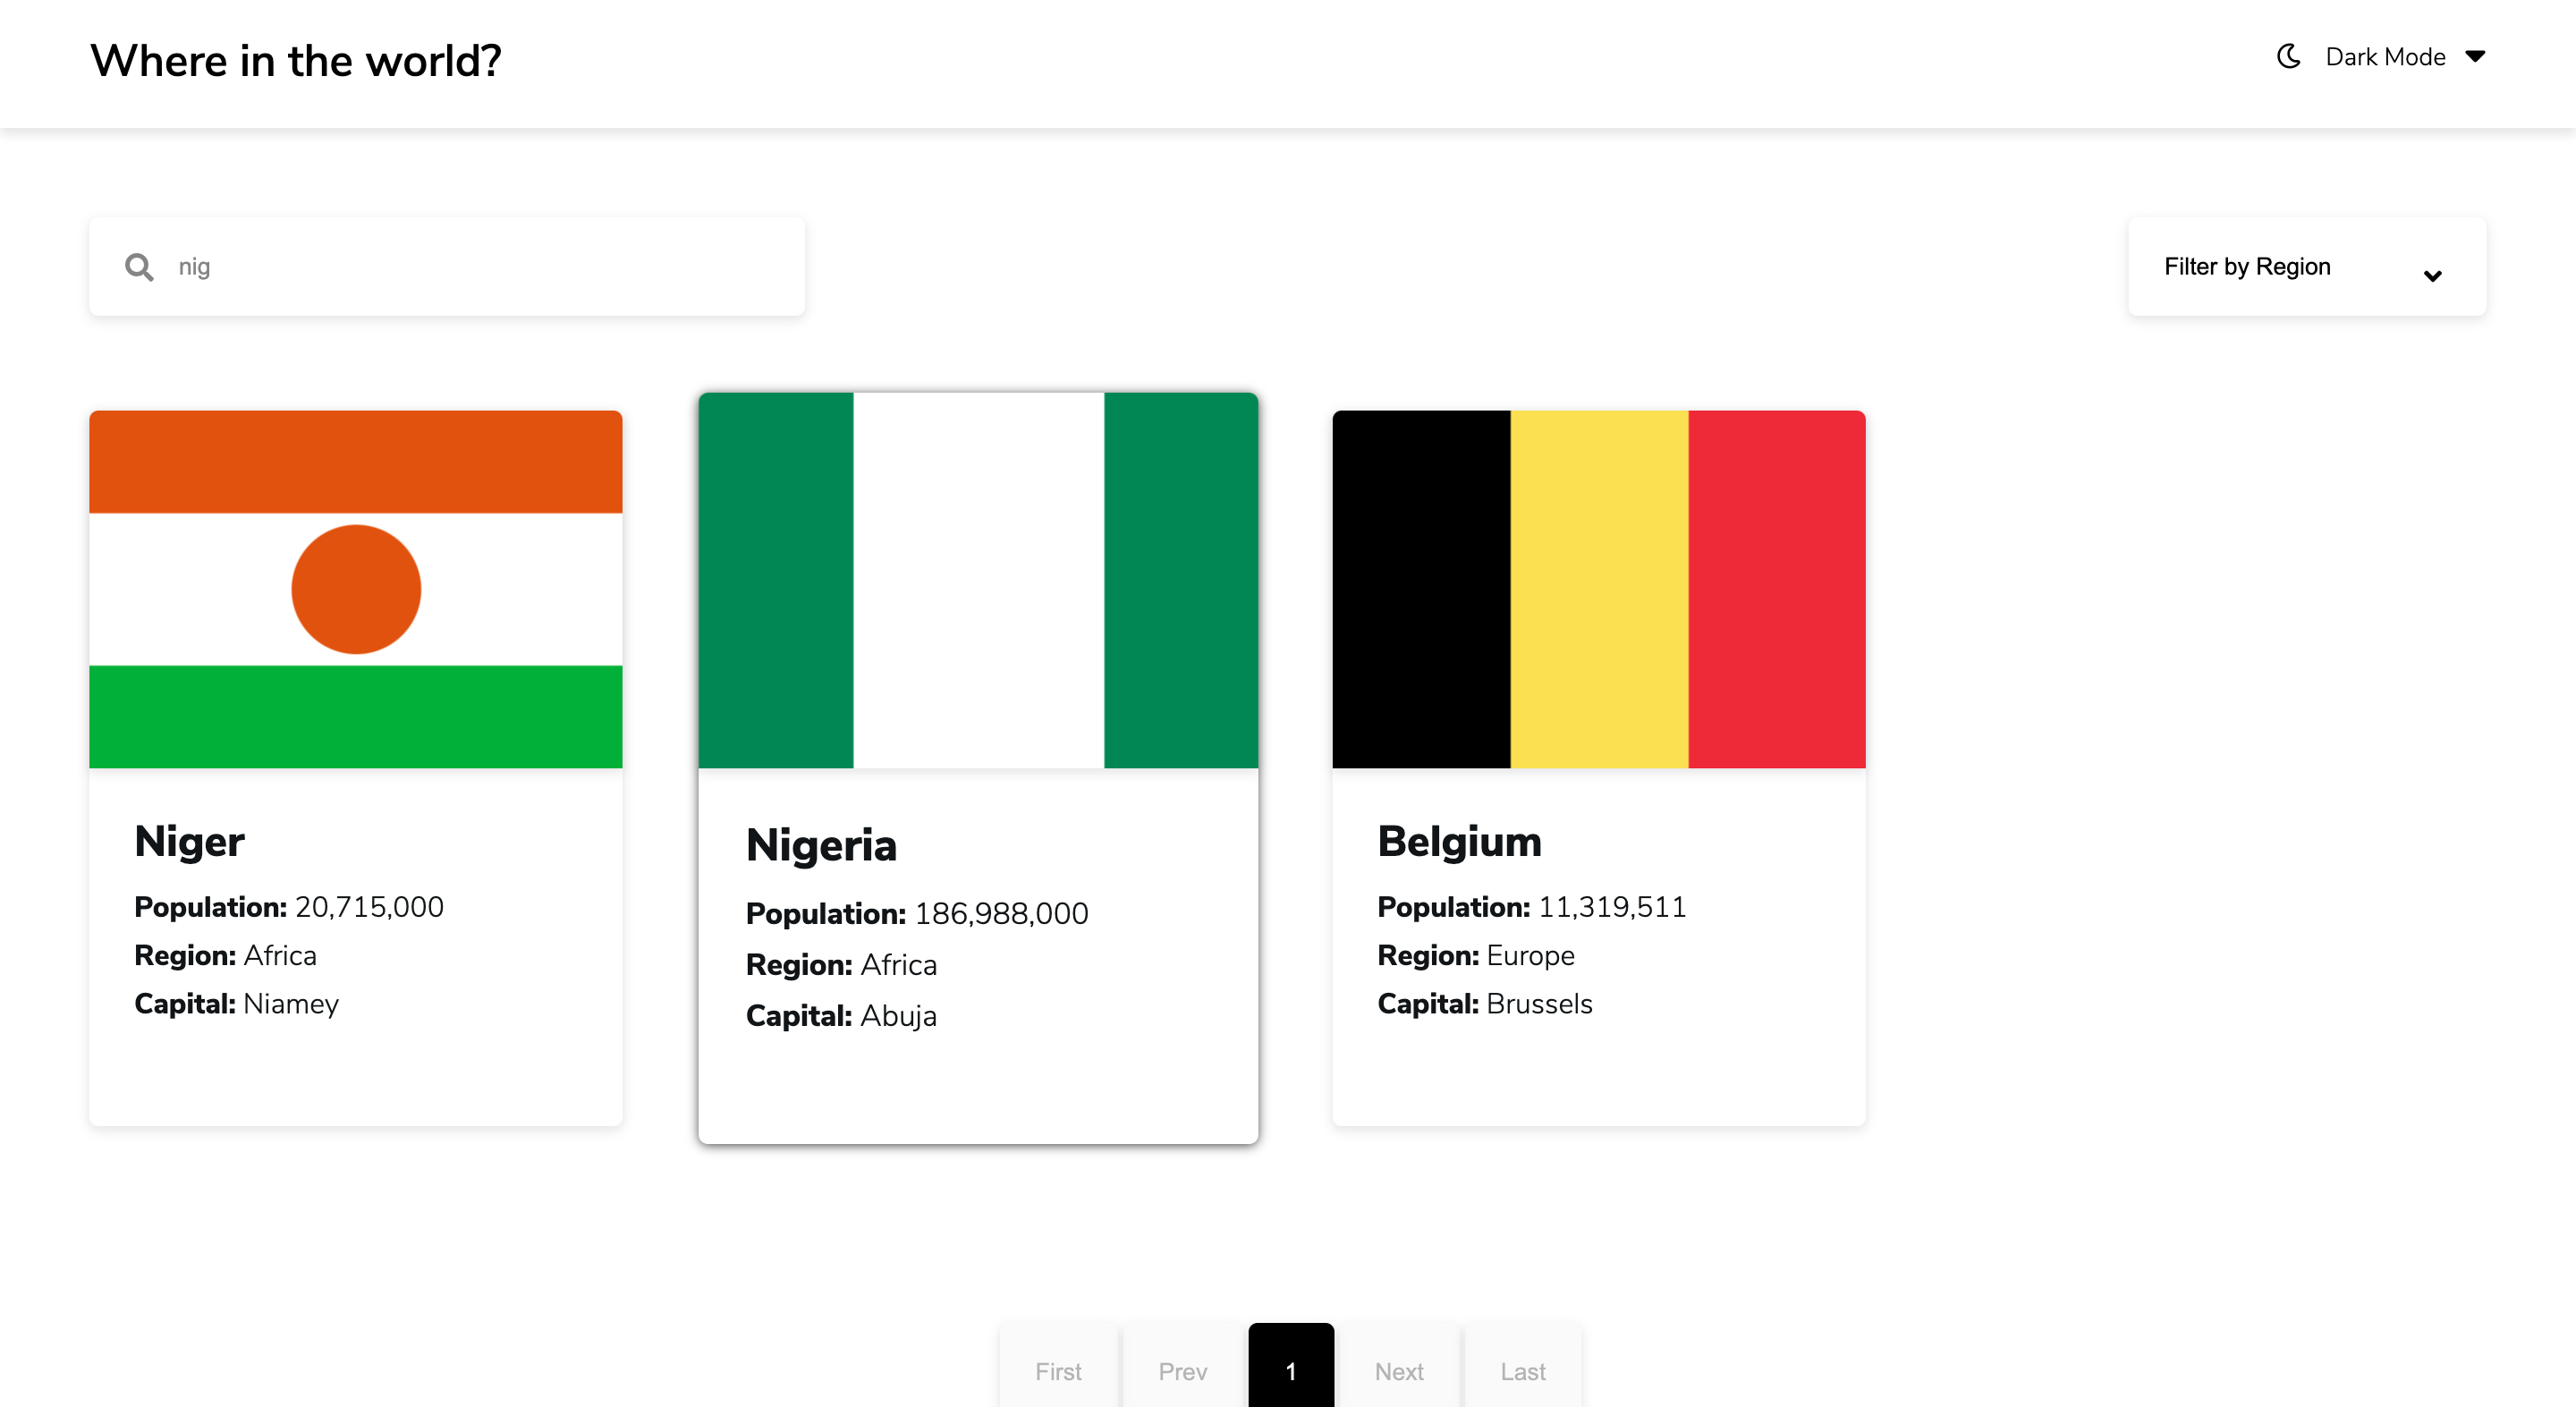 Where in the world?
Dark Mode
nig
Filter by Region
Niger
Population: 20,715,000
Region: Africa
Capital: Niamey
Nigeria
Population: 186,988,000
Region: Africa
Capital: Abuja
Belgium
Population: 11,319,511
Region: Europe
Capital: Brussels
First Prev 1 Next Last